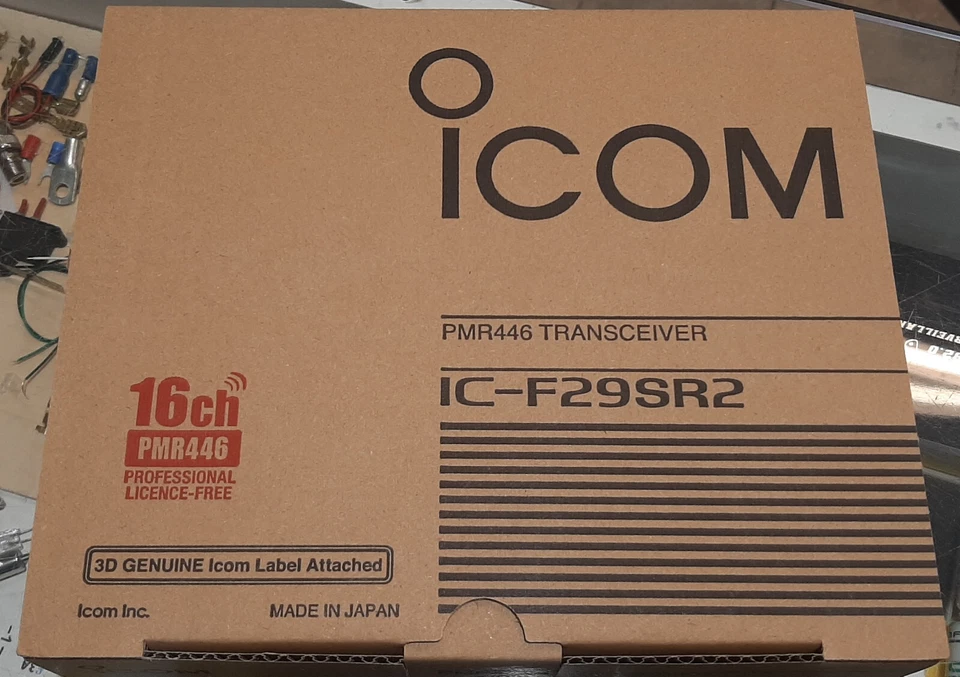 ICOM
PMR446 TRANSCEIVER
IC-F29SR2
16ch
PMR446
PROFESSIONAL
LICENCE-FREE
3D GENUINE Icom Label Attached
Icom Inc.
MADE IN JAPAN